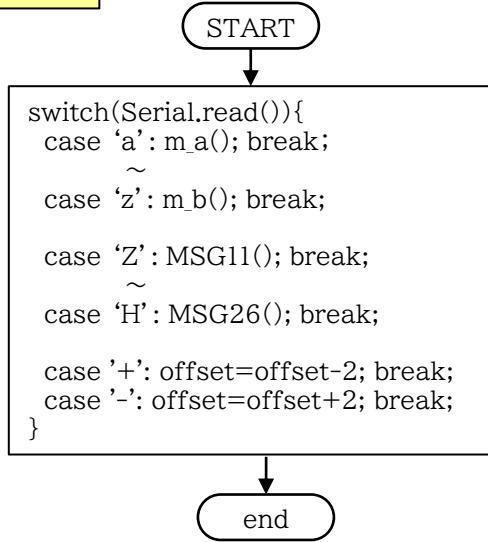 START
switch(Serial.read()){
case ‘a’: m_a(); break;
~
case ‘z’: m_b(); break;
case ‘Z’: MSG11(); break;
~
case ‘H’: MSG26(); break;
case '+': offset=offset-2; break;
case '-': offset=offset+2; break;
}
end